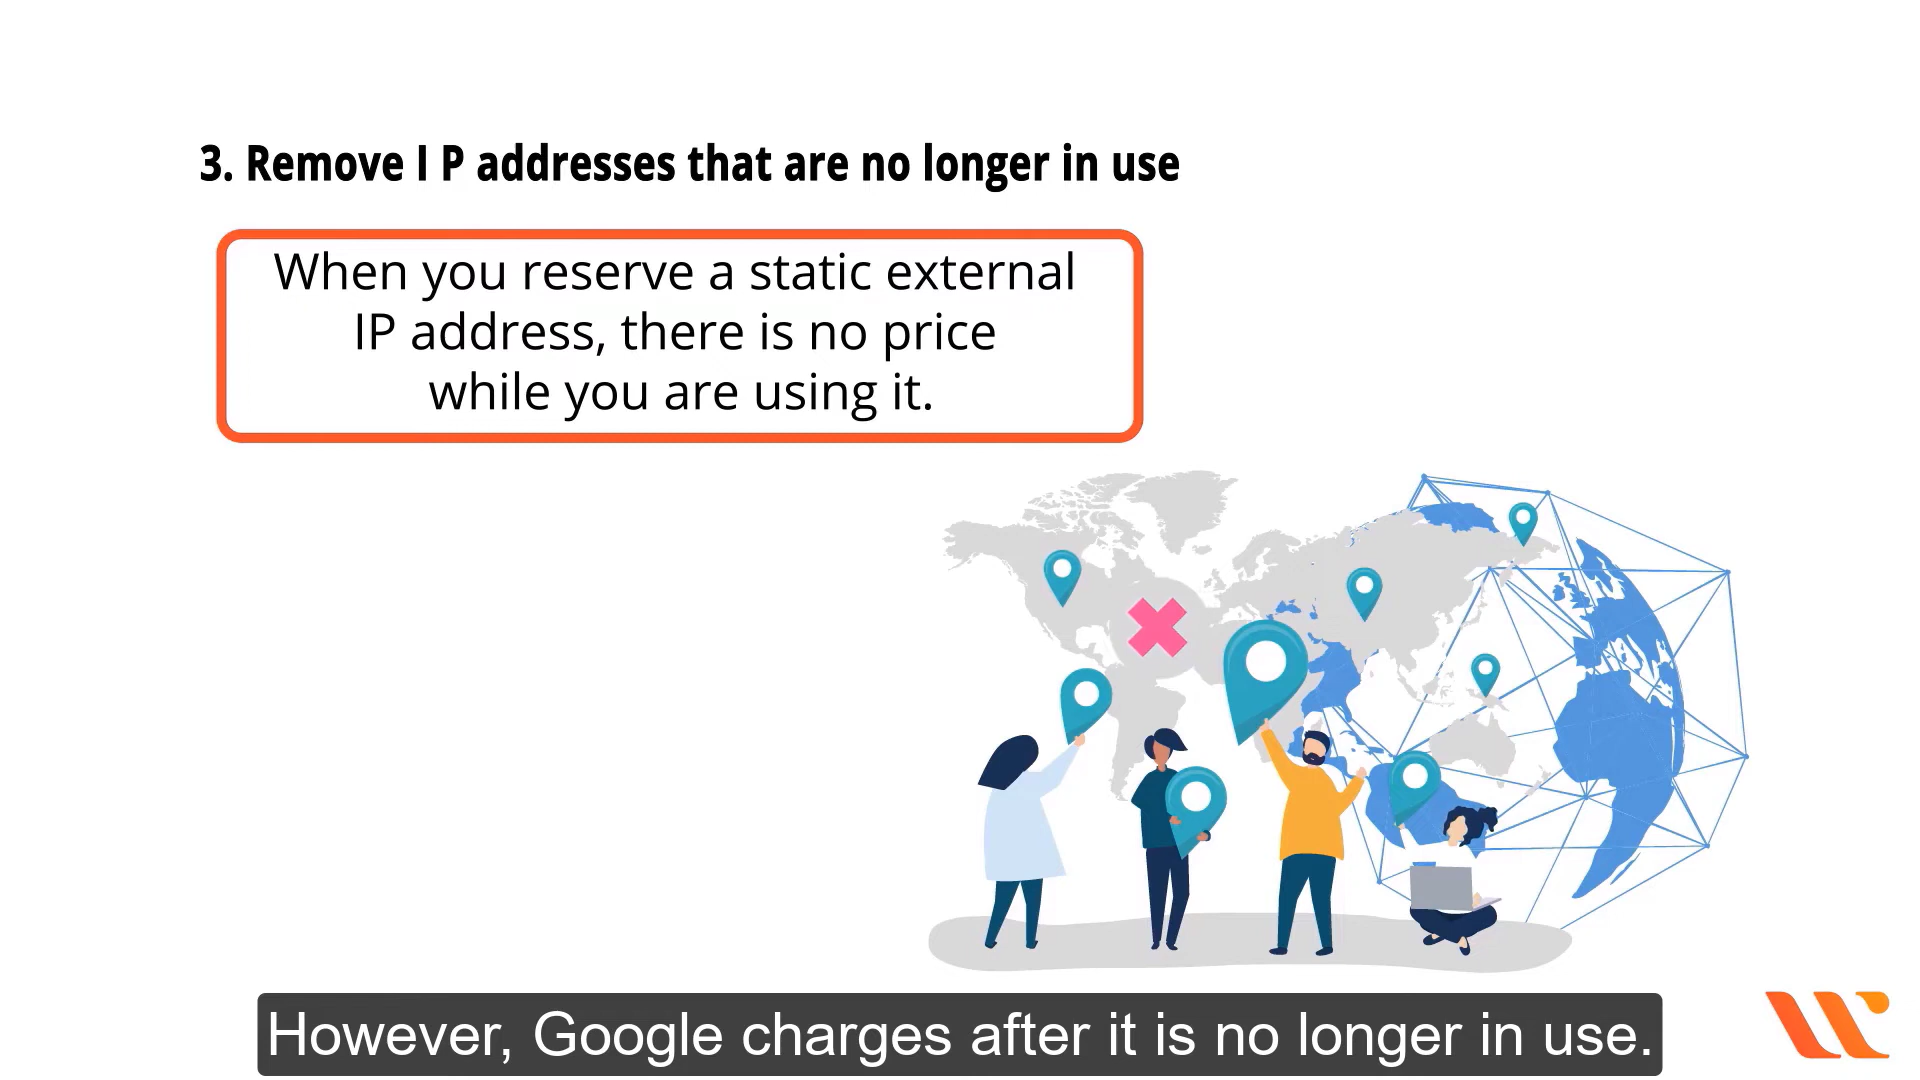 3. Remove I P addresses that are no longer in use
When you reserve a static external
IP address, there is no price
while you are using it.
However, Google charges after it is no longer in use.